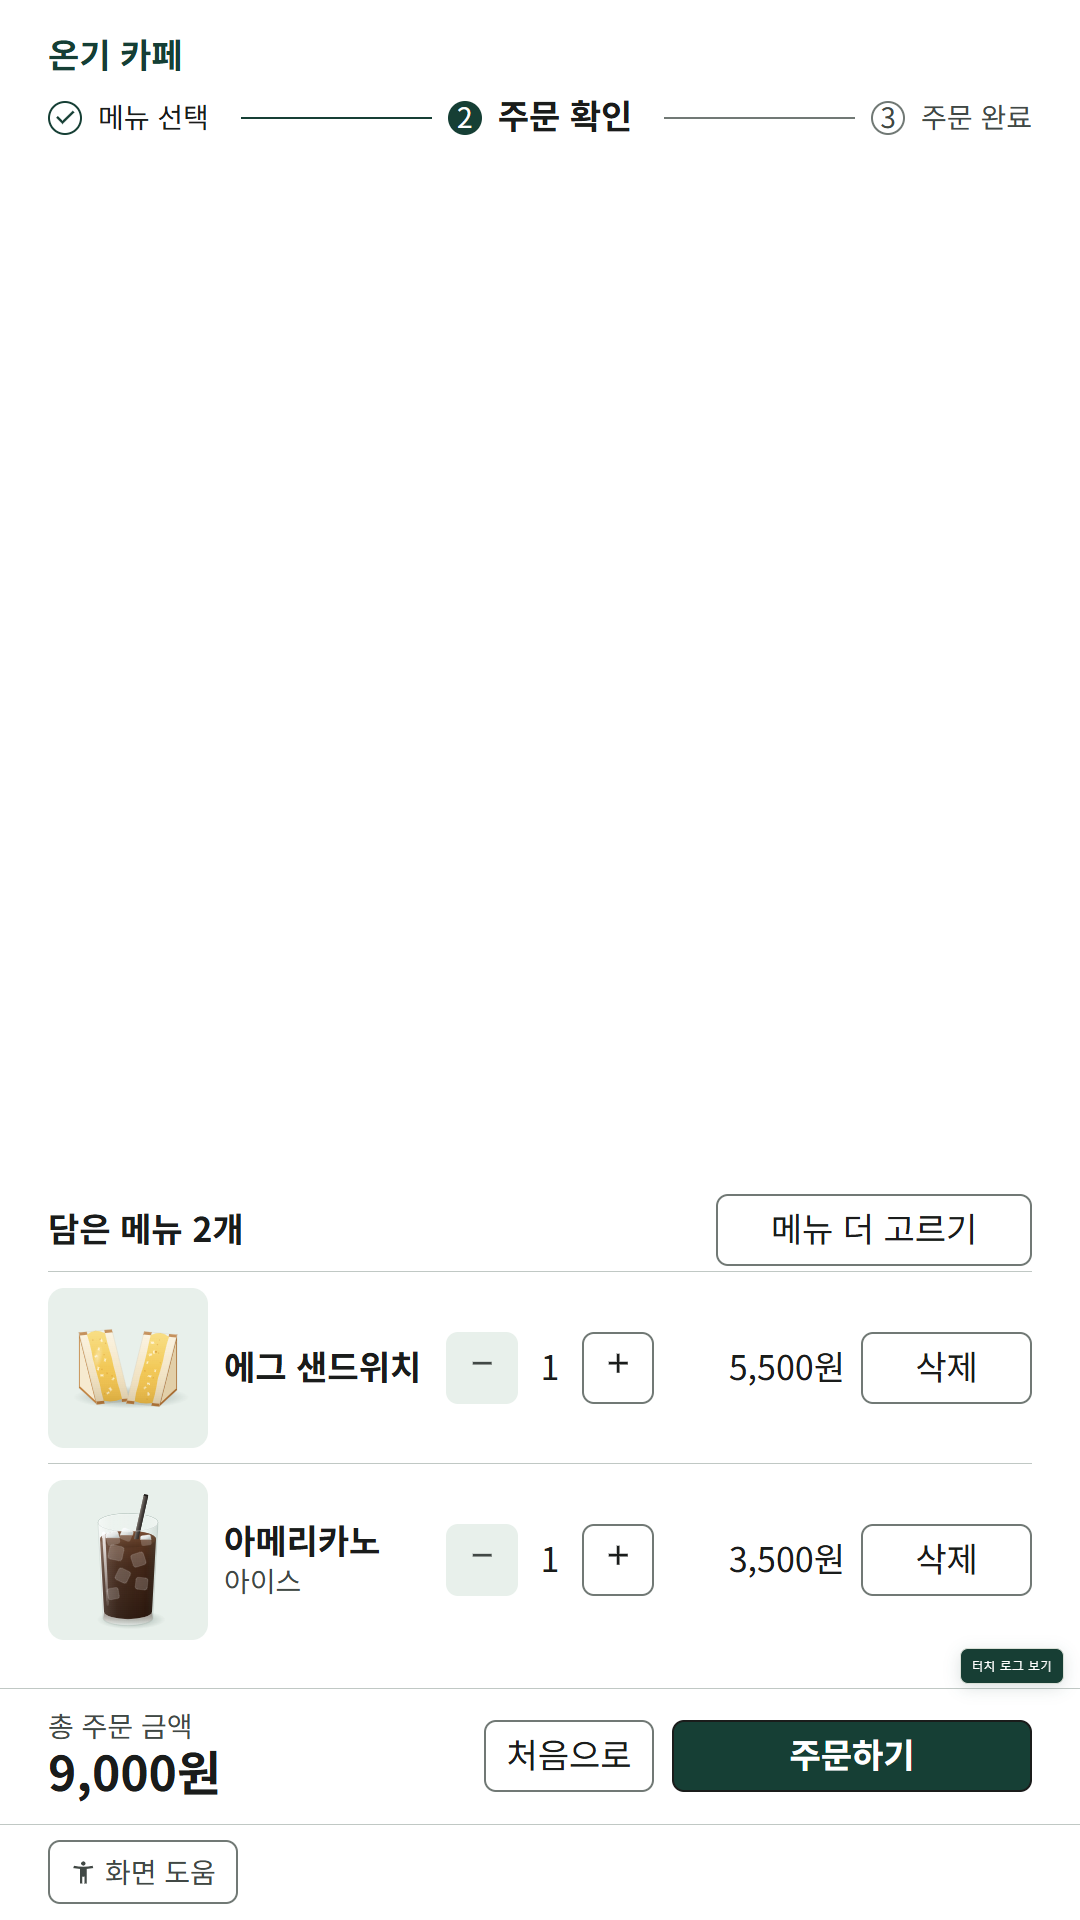 온기 카페
메뉴 선택
2 주문 확인
3 주문 완료
담은 메뉴 2개
메뉴 더 고르기
에그 샌드위치
− 1 +
5,500원
삭제
아메리카노
아이스
− 1 +
3,500원
삭제
터치 로그 보기
총 주문 금액
9,000원
처음으로
주문하기
화면 도움